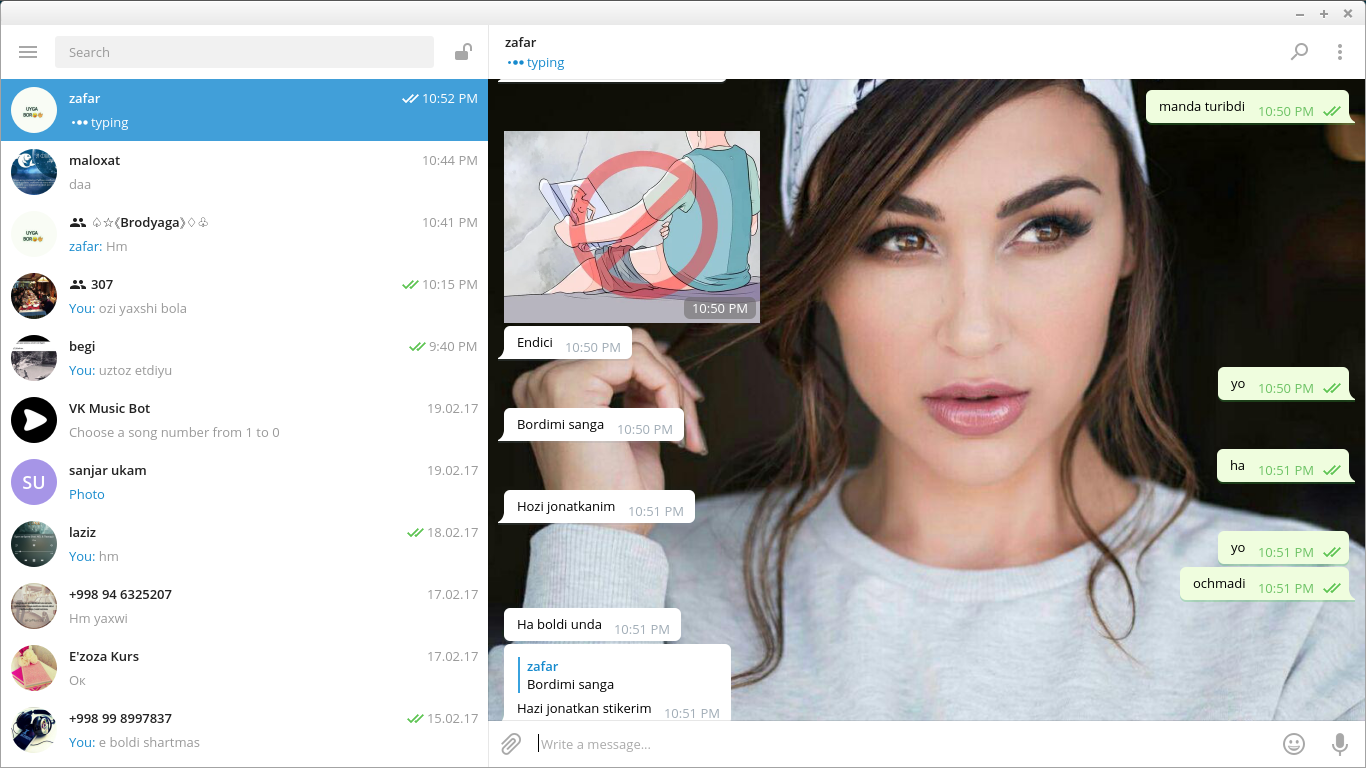 Search
zafar
typing
10:52 PM
zafar
typing
maloxat
10:44 PM
daa
♤☆《Brodyaga》♢♧
10:41 PM
zafar: Hm
307
10:15 PM
You: ozi yaxshi bola
begi
9:40 PM
You: uztoz etdiyu
VK Music Bot
19.02.17
Choose a song number from 1 to 0
SU
sanjar ukam
19.02.17
Photo
laziz
18.02.17
You: hm
+998 94 6325207
17.02.17
Hm yaxwi
E'zoza Kurs
17.02.17
Ок
+998 99 8997837
15.02.17
You: e boldi shartmas
manda turibdi 10:50 PM
10:50 PM
Endici 10:50 PM
yo 10:50 PM
Bordimi sanga 10:50 PM
ha 10:51 PM
Hozi jonatkanim 10:51 PM
yo 10:51 PM
ochmadi 10:51 PM
Ha boldi unda 10:51 PM
zafar
Bordimi sanga
Hazi jonatkan stikerim 10:51 PM
Write a message...